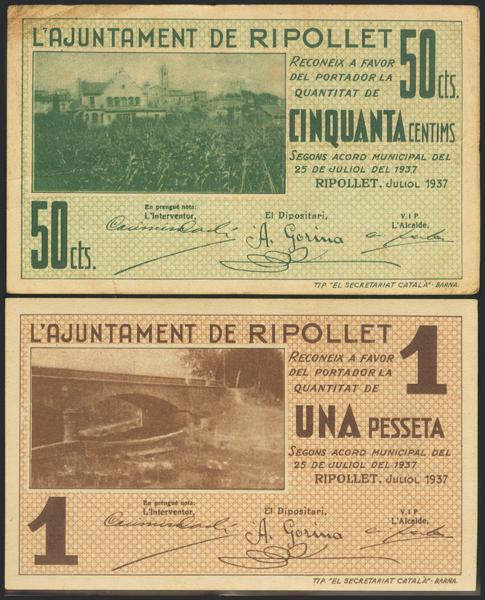 L'AJUNTAMENT DE RIPOLLET
50 cts.
RECONEIX A FAVOR
DEL PORTADOR LA
QUANTITAT DE
CINQUANTA CENTIMS
SEGONS ACORD MUNICIPAL DEL
25 DE JULIOL DEL 1937
RIPOLLET, JULIOL 1937
50 cts.
En prengué nota:
L'Interventor,
El Dipositari,
V.I P.
L'Alcalde,
A. Gorina
TIP. "EL SECRETARIAT CATALÀ"-BARNA.
L'AJUNTAMENT DE RIPOLLET
1
RECONEIX A FAVOR
DEL PORTADOR LA
QUANTITAT DE
UNA PESSETA
SEGONS ACORD MUNICIPAL DEL
25 DE JULIOL DEL 1937
RIPOLLET, JULIOL 1937
1
En prengué nota:
L'Interventor,
El Dipositari,
V.I P.
L'Alcalde,
A. Gorina
TIP. "EL SECRETARIAT CATALÀ"-BARNA.